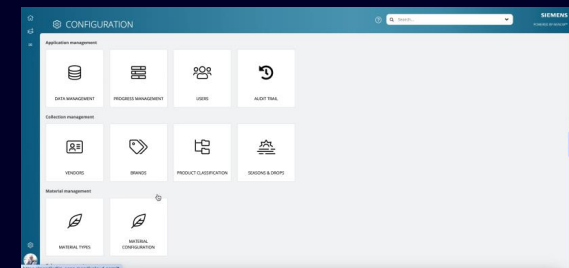 CONFIGURATION
Search...
SIEMENS
Application management
DATA MANAGEMENT
PROGRESS MANAGEMENT
USERS
AUDIT TRAIL
Collection management
VENDORS
BRANDS
PRODUCT CLASSIFICATION
SEASONS & DROPS
Material management
MATERIAL TYPES
MATERIAL
CONFIGURATION